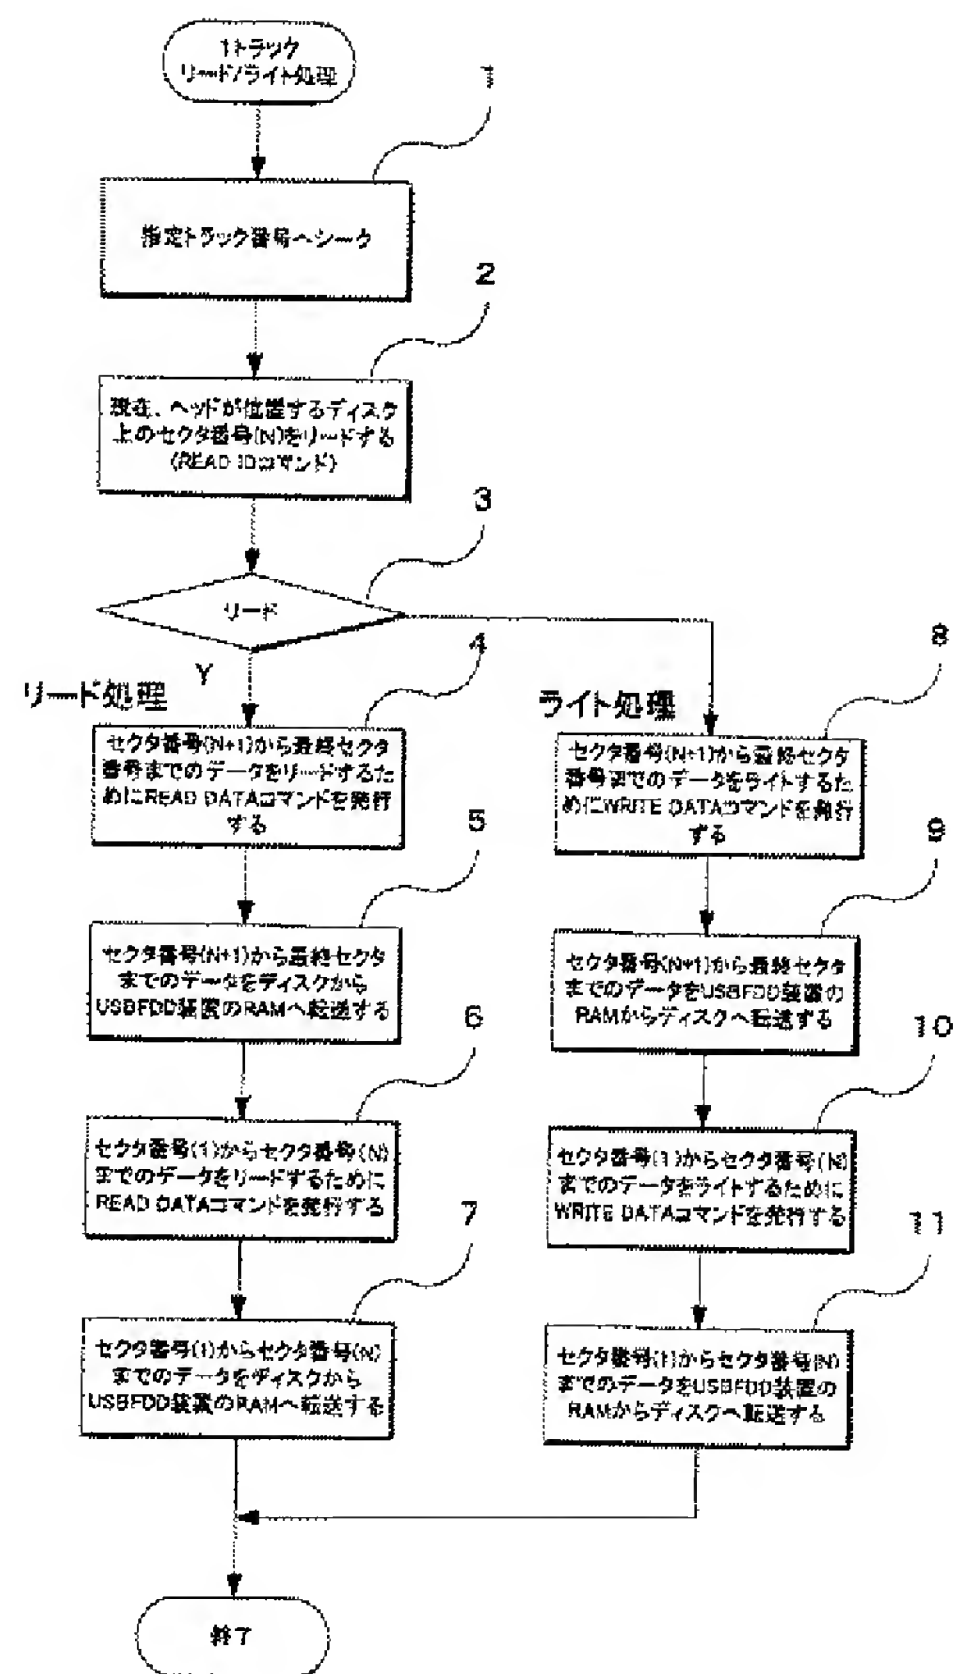 1トラック
リード/ライト処理
1
指定トラック番号へシーク
2
現在、ヘッドが位置するディスク
上のセクタ番号(N)をリードする
(READ IDコマンド)
3
リード
Y
リード処理
4
セクタ番号(N+1)から最終セクタ
番号までのデータをリードするた
めにREAD DATAコマンドを発行
する
5
セクタ番号(N+1)から最終セクタ
までのデータをディスクから
USBFDD装置のRAMへ転送する
6
セクタ番号(1)からセクタ番号(N)
までのデータをリードするために
READ DATAコマンドを発行する
7
セクタ番号(1)からセクタ番号(N)
までのデータをディスクから
USBFDD装置のRAMへ転送する
ライト処理
8
セクタ番号(N+1)から最終セクタ
番号までのデータをライトするた
めにWRITE DATAコマンドを発行
する
9
セクタ番号(N+1)から最終セクタ
までのデータをUSBFDD装置の
RAMからディスクへ転送する
10
セクタ番号(1)からセクタ番号(N)
までのデータをライトするために
WRITE DATAコマンドを発行する
11
セクタ番号(1)からセクタ番号(N)
までのデータをUSBFDD装置の
RAMからディスクへ転送する
終了